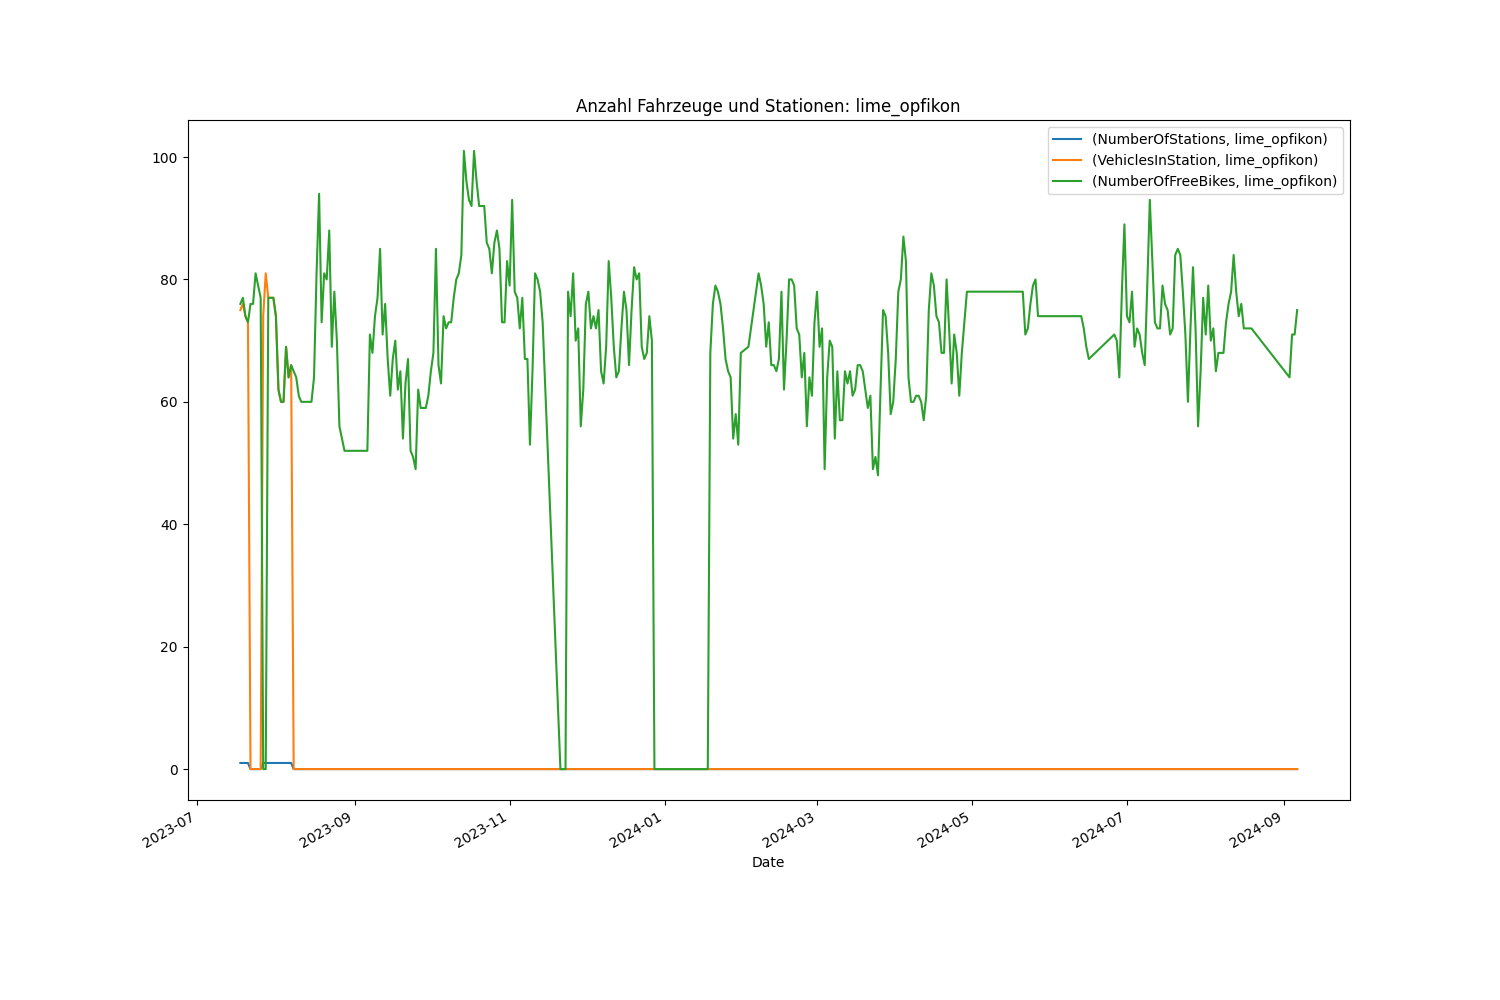 Anzahl Fahrzeuge und Stationen: lime_opfikon
(NumberOfStations, lime_opfikon)
(VehiclesInStation, lime_opfikon)
(NumberOfFreeBikes, lime_opfikon)
100
80
60
40
20
0
2023-07
2023-09
2023-11
2024-01
2024-03
2024-05
2024-07
2024-09
Date